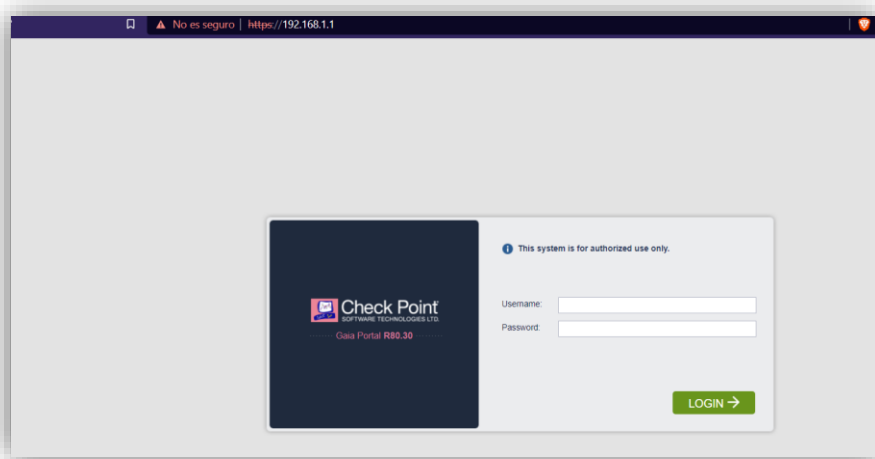 No es seguro | https://192.168.1.1
This system is for authorized use only.
Check Point
SOFTWARE TECHNOLOGIES LTD.
Gaia Portal R80.30
Username:
Password:
LOGIN →